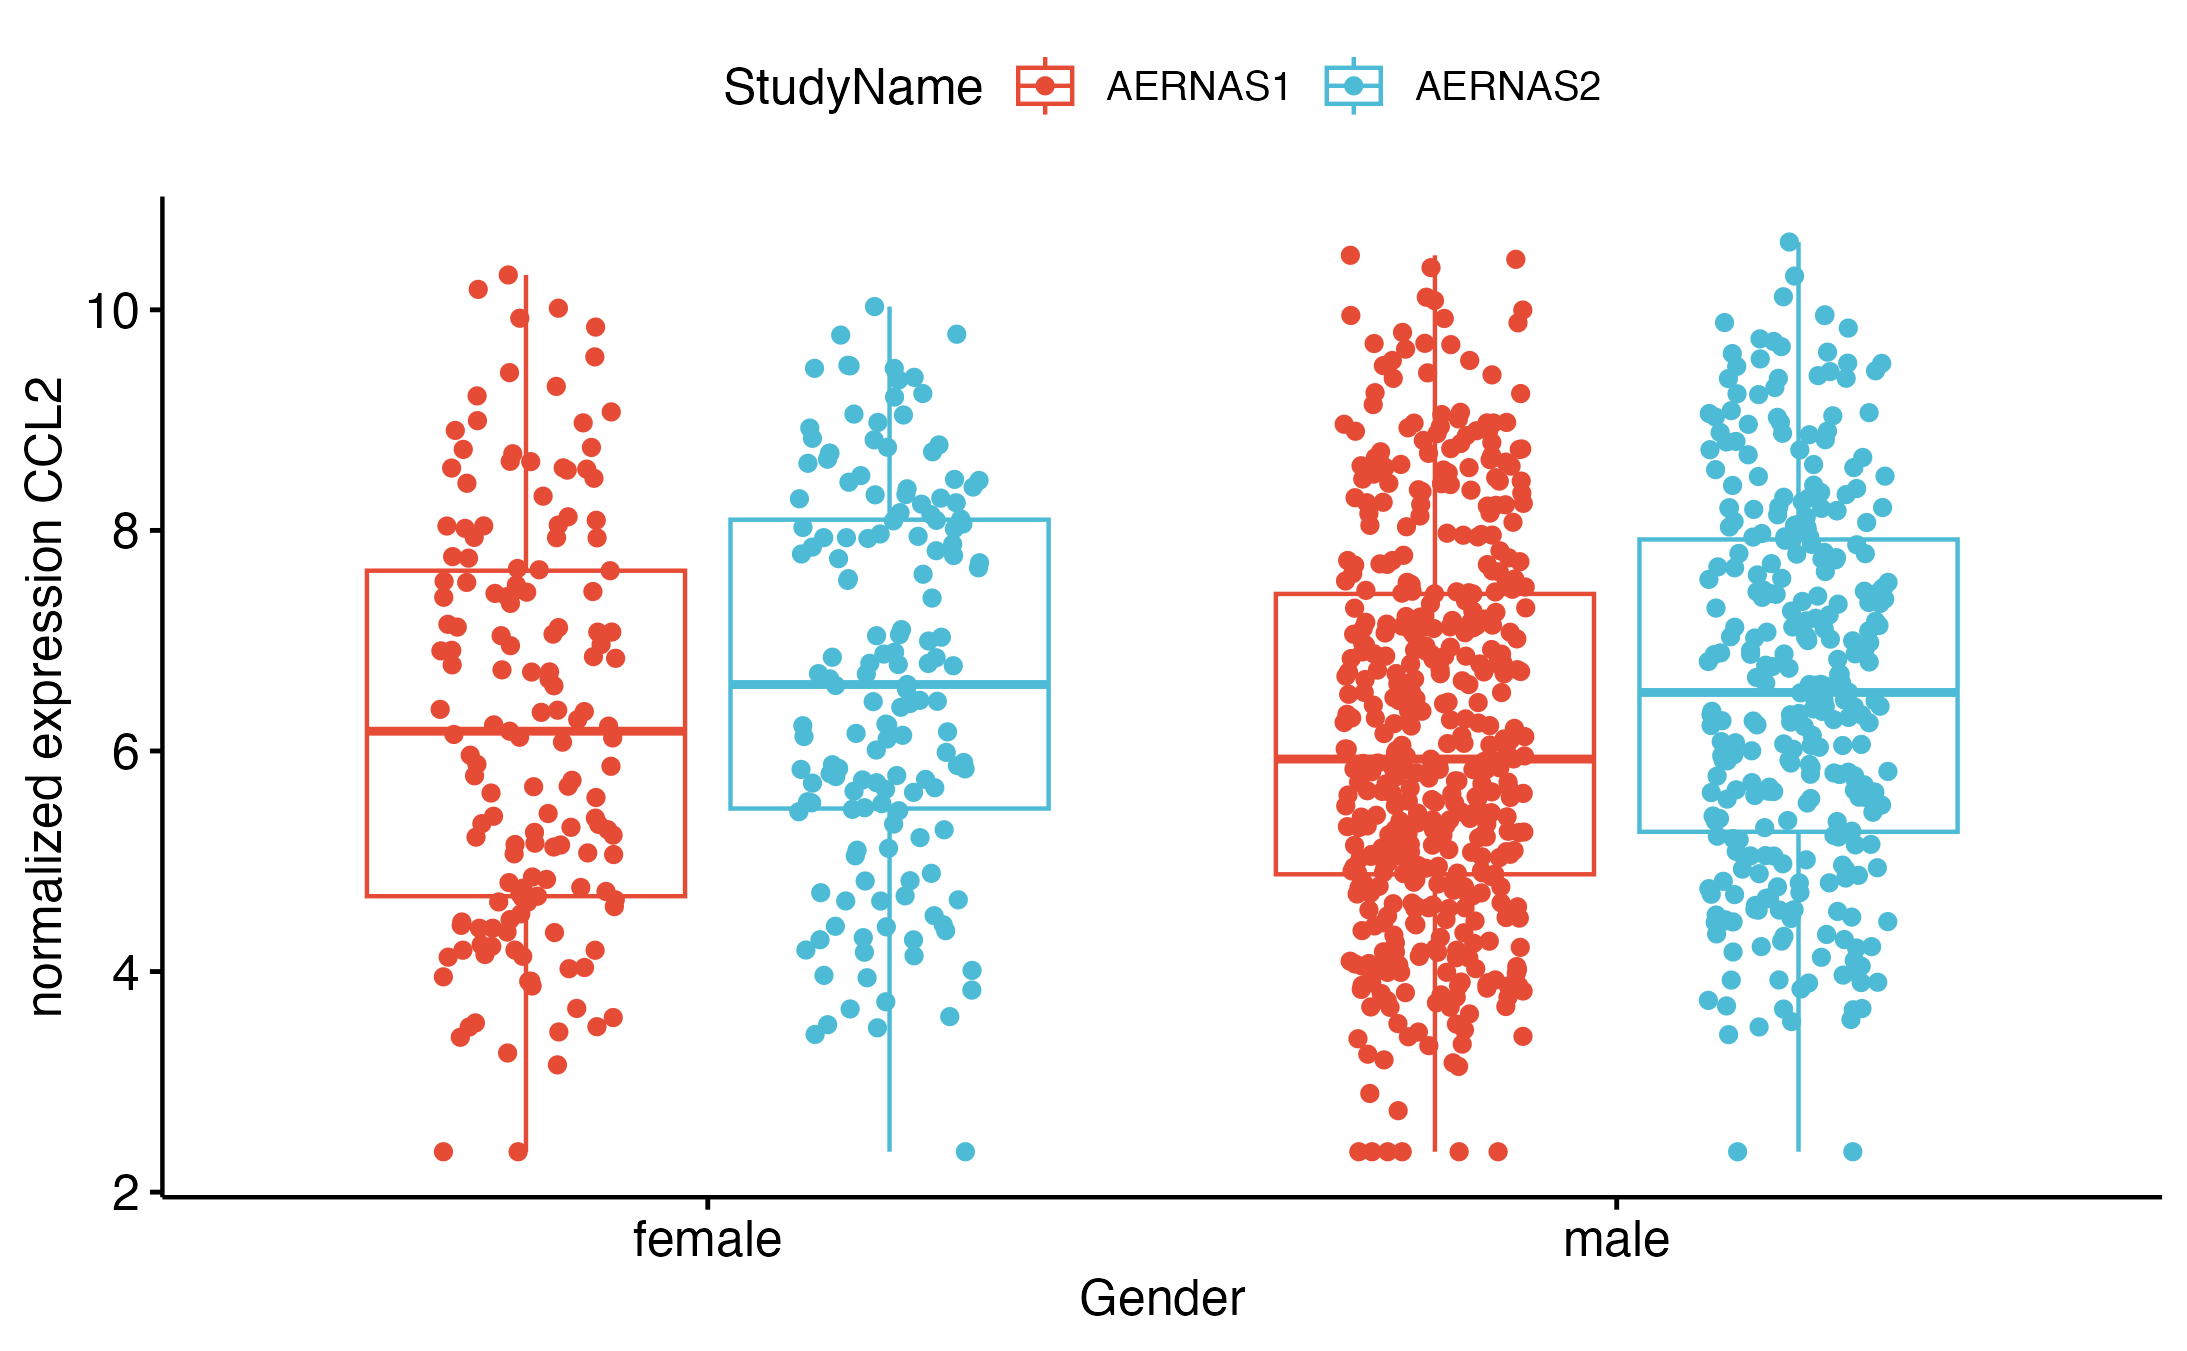 StudyName AERNAS1 AERNAS2
normalized expression CCL2
10
8
6
4
2
female male
Gender